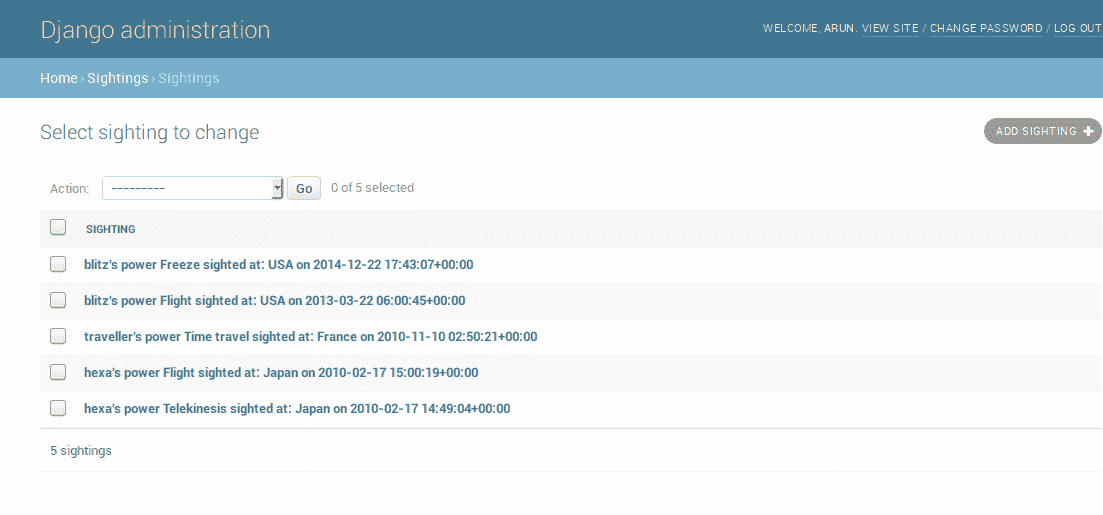 Django administration
WELCOME, ARUN. VIEW SITE / CHANGE PASSWORD / LOG OUT
Home › Sightings › Sightings
Select sighting to change
ADD SIGHTING +
Action: --------- Go 0 of 5 selected
SIGHTING
blitz's power Freeze sighted at: USA on 2014-12-22 17:43:07+00:00
blitz's power Flight sighted at: USA on 2013-03-22 06:00:45+00:00
traveller's power Time travel sighted at: France on 2010-11-10 02:50:21+00:00
hexa's power Flight sighted at: Japan on 2010-02-17 15:00:19+00:00
hexa's power Telekinesis sighted at: Japan on 2010-02-17 14:49:04+00:00
5 sightings